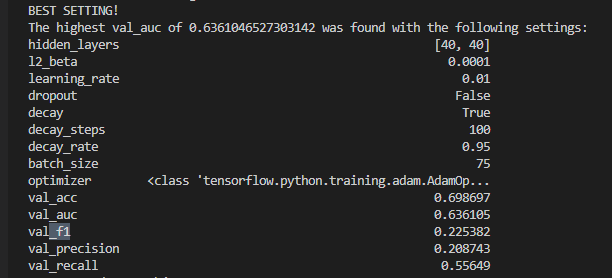 BEST SETTING!
The highest val_auc of 0.6361046527303142 was found with the following settings:
hidden_layers [40, 40]
l2_beta 0.0001
learning_rate 0.01
dropout False
decay True
decay_steps 100
decay_rate 0.95
batch_size 75
optimizer <class 'tensorflow.python.training.adam.AdamOp...
val_acc 0.698697
val_auc 0.636105
val_f1 0.225382
val_precision 0.208743
val_recall 0.55649